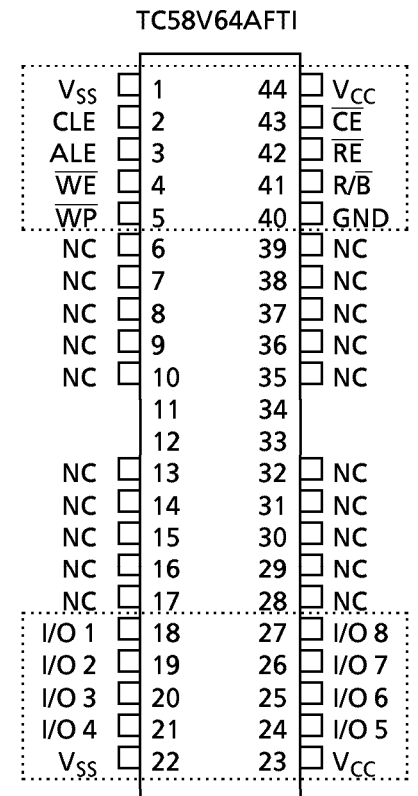 TC58V64AFTI
VSS 1 44 VCC
CLE 2 43 C̅E̅
ALE 3 42 R̅E̅
W̅E̅ 4 41 R/B̅
W̅P̅ 5 40 GND
NC 6 39 NC
NC 7 38 NC
NC 8 37 NC
NC 9 36 NC
NC 10 35 NC
11 34
12 33
NC 13 32 NC
NC 14 31 NC
NC 15 30 NC
NC 16 29 NC
NC 17 28 NC
I/O 1 18 27 I/O 8
I/O 2 19 26 I/O 7
I/O 3 20 25 I/O 6
I/O 4 21 24 I/O 5
VSS 22 23 VCC